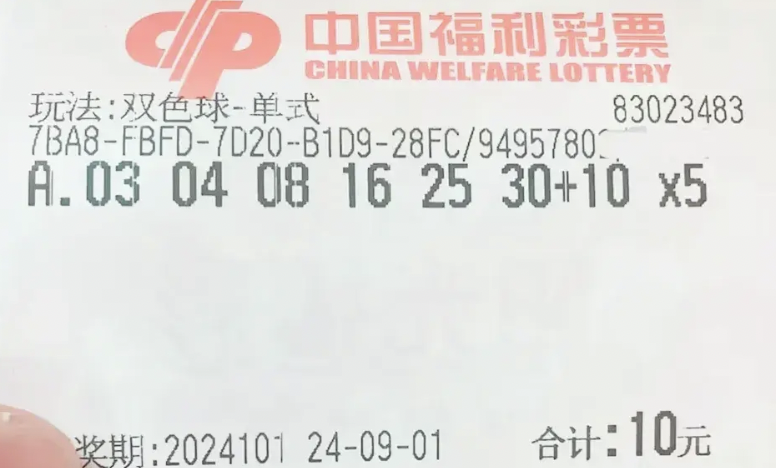 中国福利彩票
CHINA WELFARE LOTTERY
玩法:双色球-单式 83023483
7BA8-FBFD-7D20-B1D9-28FC/94957802
A.03 04 08 16 25 30+10 x5
奖期:2024101 24-09-01 合计:10元